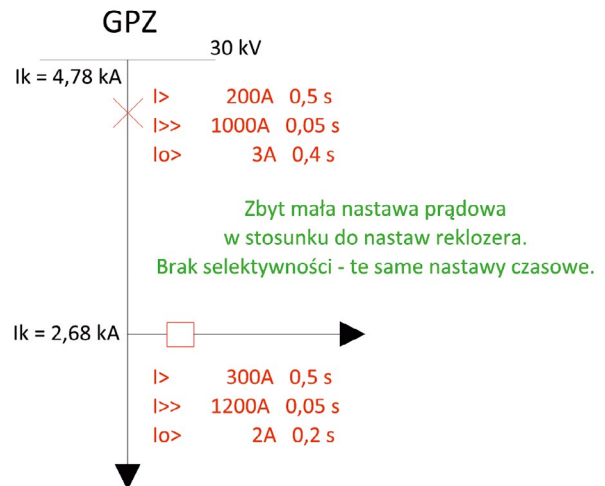 GPZ
30 kV
Ik = 4,78 kA
I> 200A 0,5 s
I>> 1000A 0,05 s
Io> 3A 0,4 s
Zbyt mała nastawa prądowa
w stosunku do nastaw reklozera.
Brak selektywności - te same nastawy czasowe.
Ik = 2,68 kA
I> 300A 0,5 s
I>> 1200A 0,05 s
Io> 2A 0,2 s